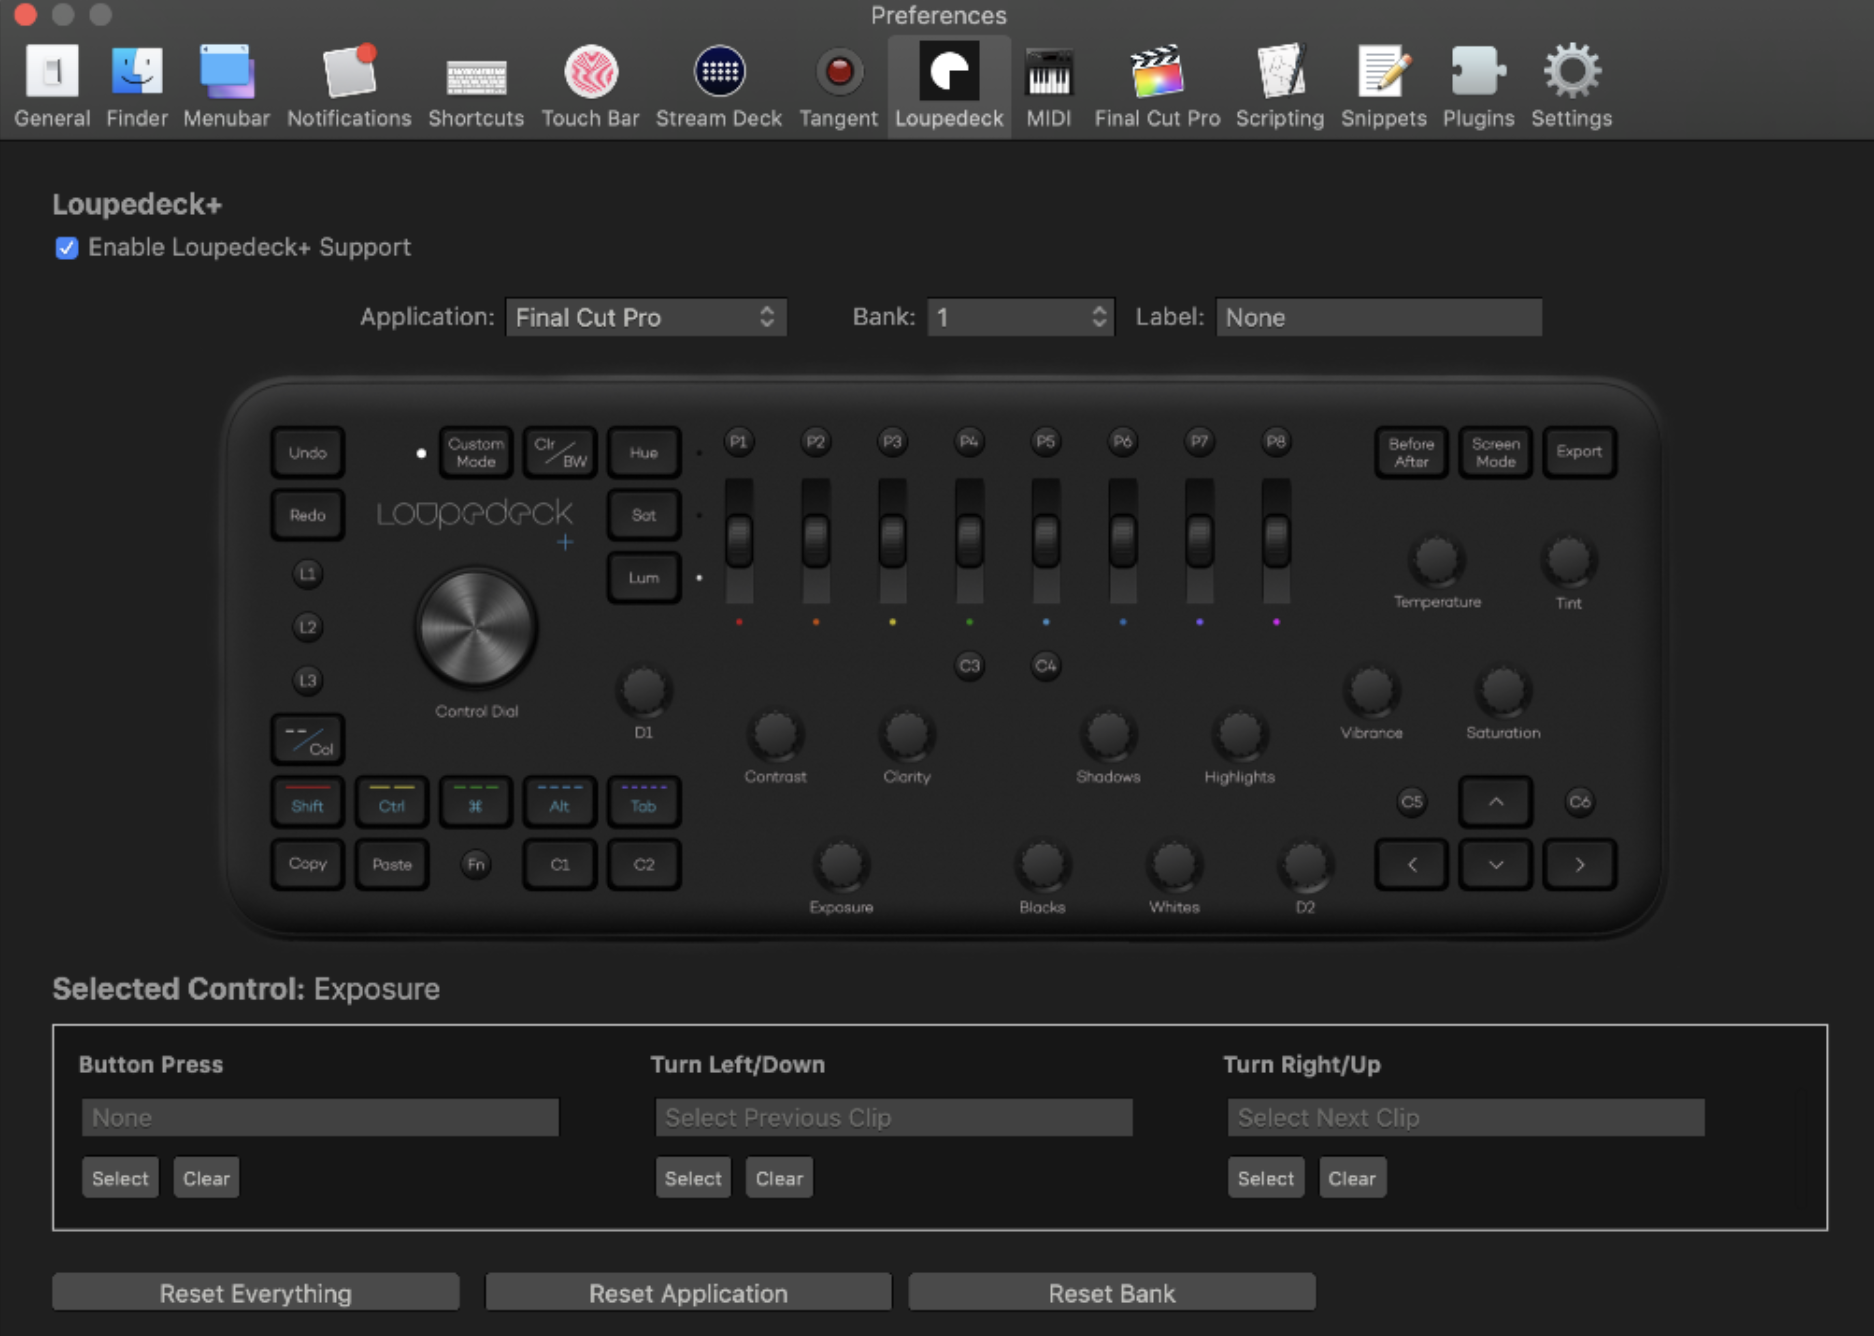 Preferences
General Finder Menubar Notifications Shortcuts Touch Bar Stream Deck Tangent Loupedeck MIDI Final Cut Pro Scripting Snippets Plugins Settings
Loupedeck+
Enable Loupedeck+ Support
Application: Final Cut Pro Bank: 1 Label: None
Undo Custom Mode Clr/BW Hue P1 P2 P3 P4 P5 P6 P7 P8 Before After Screen Mode Export
Redo Loupedeck + Sat
L1 Lum
Temperature Tint
L2
L3 C3 C4
Control Dial D1 Vibrance Saturation
--/Col
Contrast Clarity Shadows Highlights
Shift Ctrl ⌘ Alt Tab C5 ^ C6
Copy Paste Fn C1 C2 < ⌄ >
Exposure Blacks Whites D2
Selected Control: Exposure
Button Press Turn Left/Down Turn Right/Up
None Select Previous Clip Select Next Clip
Select Clear Select Clear Select Clear
Reset Everything Reset Application Reset Bank